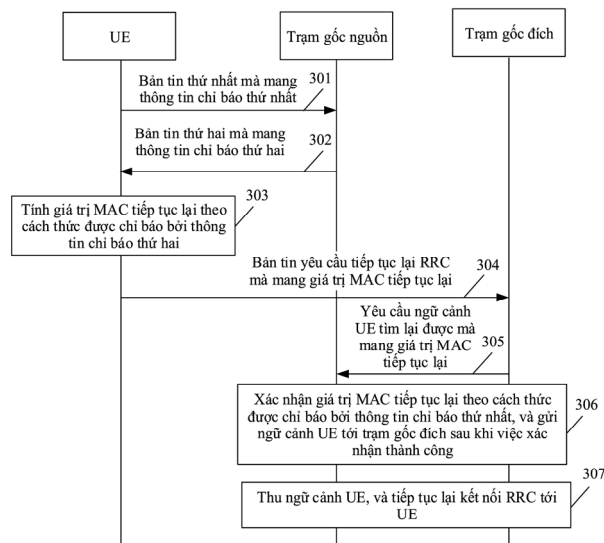 UE
Trạm gốc nguồn
Trạm gốc đích
Bản tin thứ nhất mà mang
thông tin chỉ báo thứ nhất
301
Bản tin thứ hai mà mang
thông tin chỉ báo thứ hai
302
303
Tính giá trị MAC tiếp tục lại theo
cách thức được chỉ báo bởi thông
tin chỉ báo thứ hai
Bản tin yêu cầu tiếp tục lại RRC
mà mang giá trị MAC tiếp tục lại
304
Yêu cầu ngữ cảnh
UE tìm lại được mà
mang giá trị MAC
tiếp tục lại
305
Xác nhận giá trị MAC tiếp tục lại theo cách thức
được chỉ báo bởi thông tin chỉ báo thứ nhất, và gửi
ngữ cảnh UE tới trạm gốc đích sau khi việc xác
nhận thành công
306
307
Thu ngữ cảnh UE, và tiếp tục lại kết nối RRC tới
UE